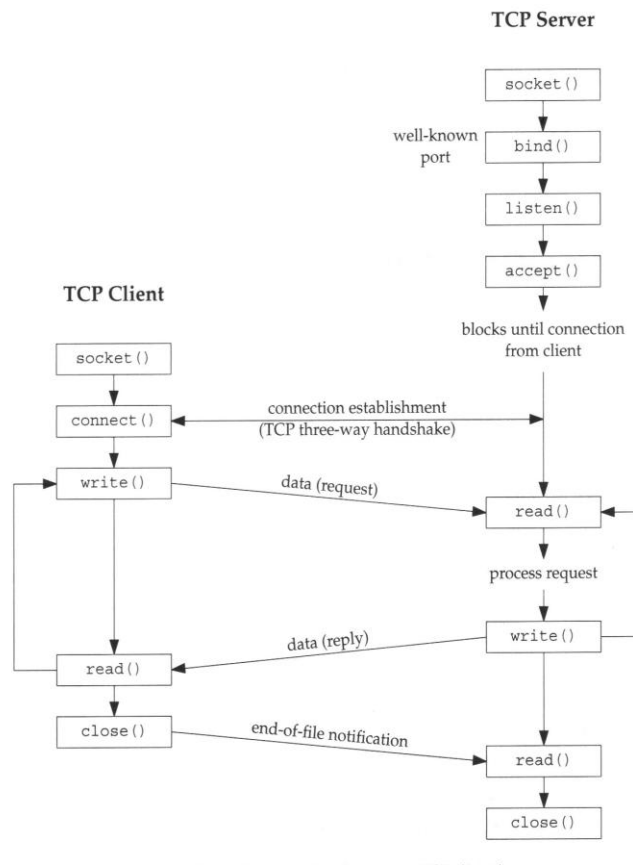 TCP Server
socket()
well-known
port
bind()
listen()
accept()
TCP Client
blocks until connection
from client
socket()
connect()
connection establishment
(TCP three-way handshake)
write()
data (request)
read()
process request
data (reply)
write()
read()
close()
end-of-file notification
read()
close()